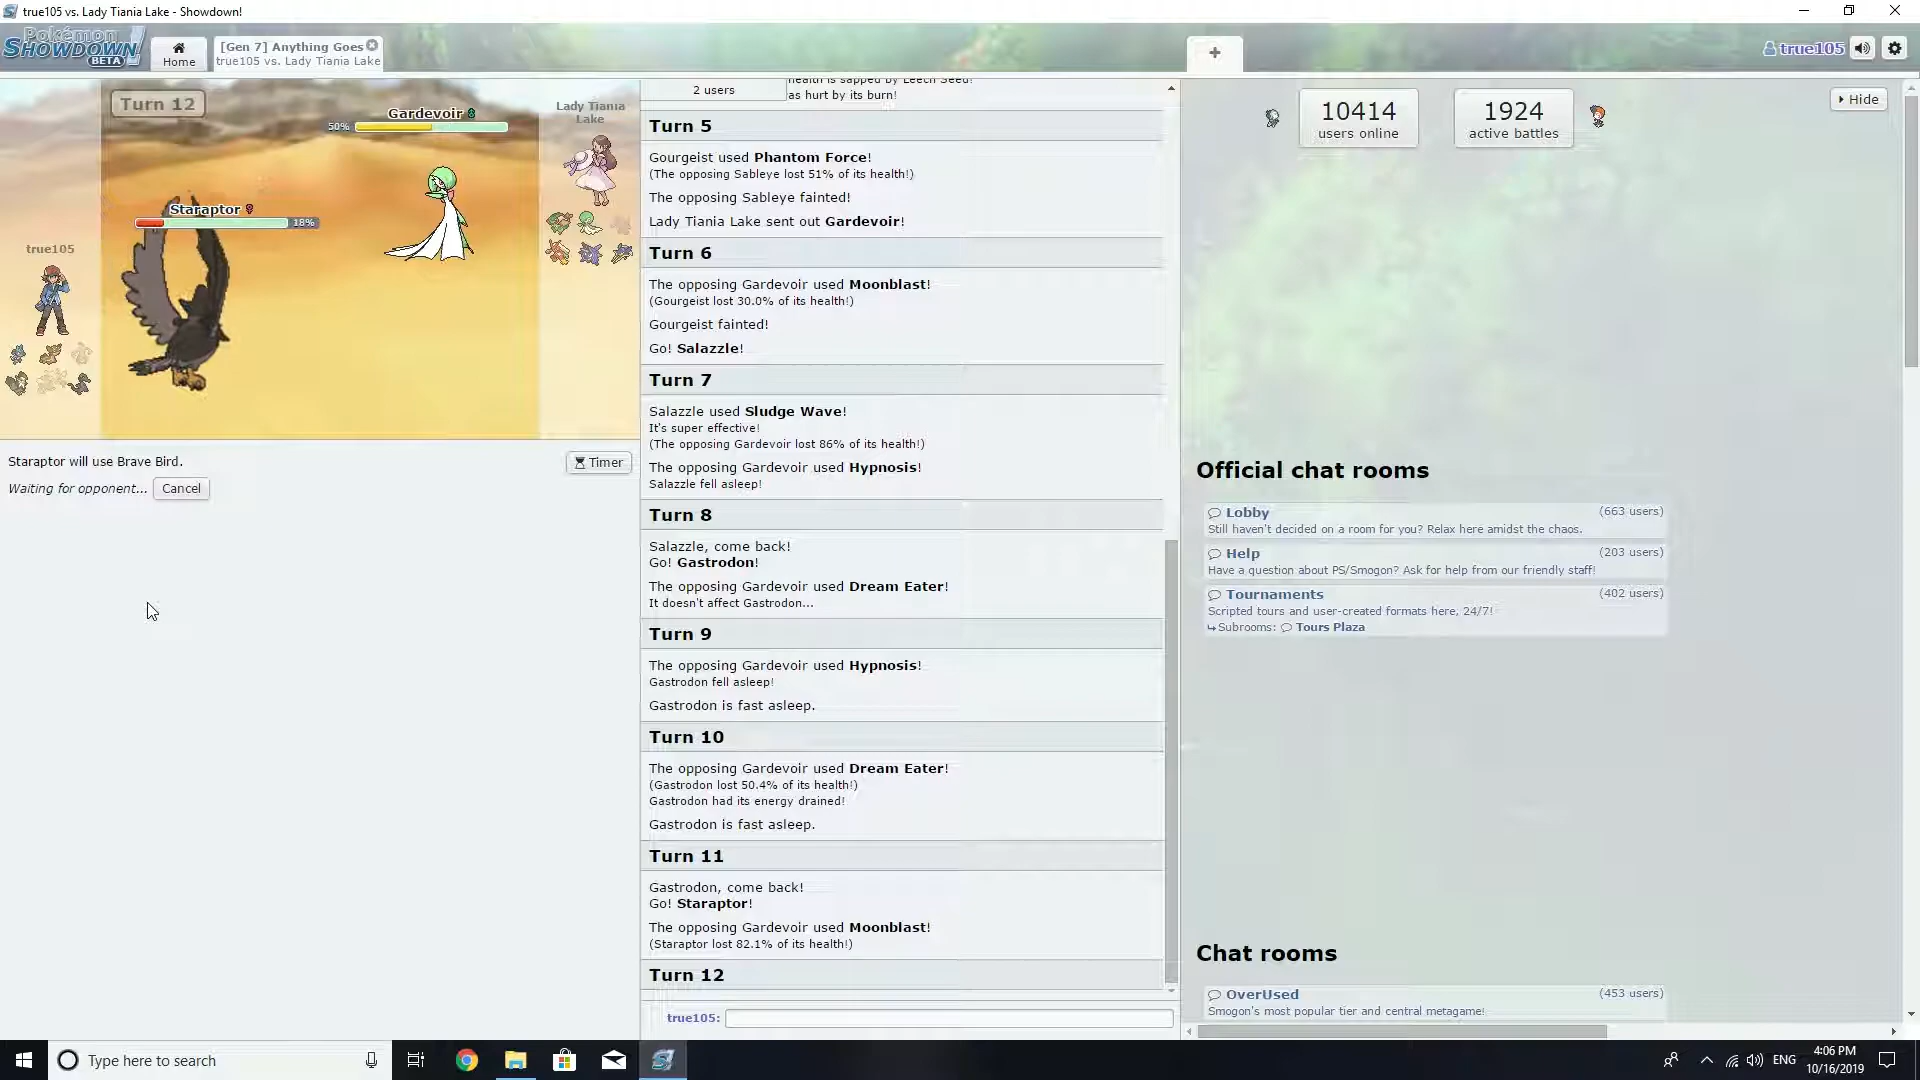 true105 vs. Lady Tiania Lake - Showdown!
Pokémon
SHOWDOWN!
BETA
Home
[Gen 7] Anything Goes
true105 vs. Lady Tiania Lake
+
true105
Turn 12
Gardevoir
50%
Lady Tiania
Lake
Staraptor
18%
true105
Staraptor will use Brave Bird.
Timer
Waiting for opponent...
Cancel
2 users
health is sapped by Leech Seed!
as hurt by its burn!
Turn 5
Gourgeist used Phantom Force!
(The opposing Sableye lost 51% of its health!)
The opposing Sableye fainted!
Lady Tiania Lake sent out Gardevoir!
Turn 6
The opposing Gardevoir used Moonblast!
(Gourgeist lost 30.0% of its health!)
Gourgeist fainted!
Go! Salazzle!
Turn 7
Salazzle used Sludge Wave!
It's super effective!
(The opposing Gardevoir lost 86% of its health!)
The opposing Gardevoir used Hypnosis!
Salazzle fell asleep!
Turn 8
Salazzle, come back!
Go! Gastrodon!
The opposing Gardevoir used Dream Eater!
It doesn't affect Gastrodon...
Turn 9
The opposing Gardevoir used Hypnosis!
Gastrodon fell asleep!
Gastrodon is fast asleep.
Turn 10
The opposing Gardevoir used Dream Eater!
(Gastrodon lost 50.4% of its health!)
Gastrodon had its energy drained!
Gastrodon is fast asleep.
Turn 11
Gastrodon, come back!
Go! Staraptor!
The opposing Gardevoir used Moonblast!
(Staraptor lost 82.1% of its health!)
Turn 12
true105:
10414
users online
1924
active battles
Hide
Official chat rooms
Lobby (663 users)
Still haven't decided on a room for you? Relax here amidst the chaos.
Help (203 users)
Have a question about PS/Smogon? Ask for help from our friendly staff!
Tournaments (402 users)
Scripted tours and user-created formats here, 24/7!
Subrooms: Tours Plaza
Chat rooms
OverUsed (453 users)
Smogon's most popular tier and central metagame!
Type here to search
ENG
4:06 PM
10/16/2019